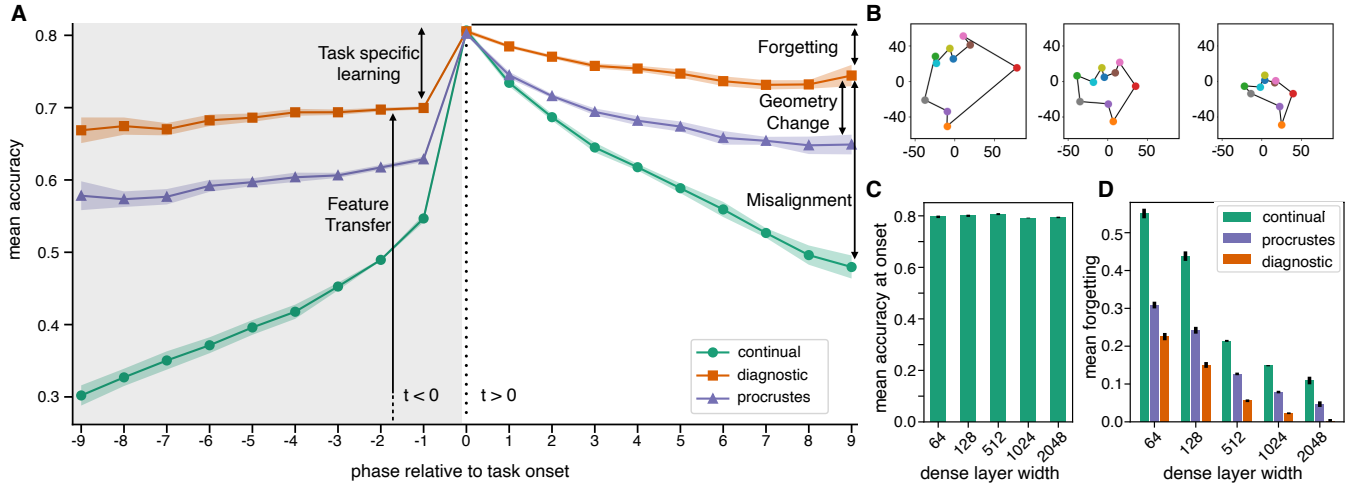 A
mean accuracy
0.8
0.7
0.6
0.5
0.4
0.3
Task specific
learning
Feature
Transfer
Forgetting
Geometry
Change
Misalignment
t < 0
t > 0
continual
diagnostic
procrustes
-9 -8 -7 -6 -5 -4 -3 -2 -1 0 1 2 3 4 5 6 7 8 9
phase relative to task onset
B
40
0
-40
-50 0 50
40
0
-40
-50 0 50
40
0
-40
-50 0 50
C
mean accuracy at onset
0.8
0.6
0.4
0.2
0.0
64 128 512 1024 2048
dense layer width
D
mean forgetting
0.5
0.4
0.3
0.2
0.1
0.0
continual
procrustes
diagnostic
64 128 512 1024 2048
dense layer width